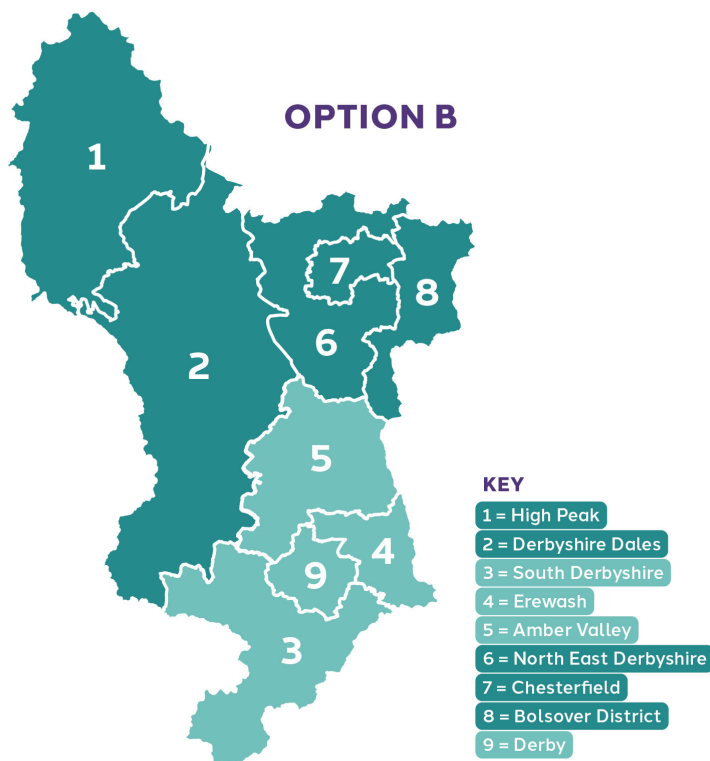 OPTION B
1
7
8
6
2
5
4
9
3
KEY
1 = High Peak
2 = Derbyshire Dales
3 = South Derbyshire
4 = Erewash
5 = Amber Valley
6 = North East Derbyshire
7 = Chesterfield
8 = Bolsover District
9 = Derby